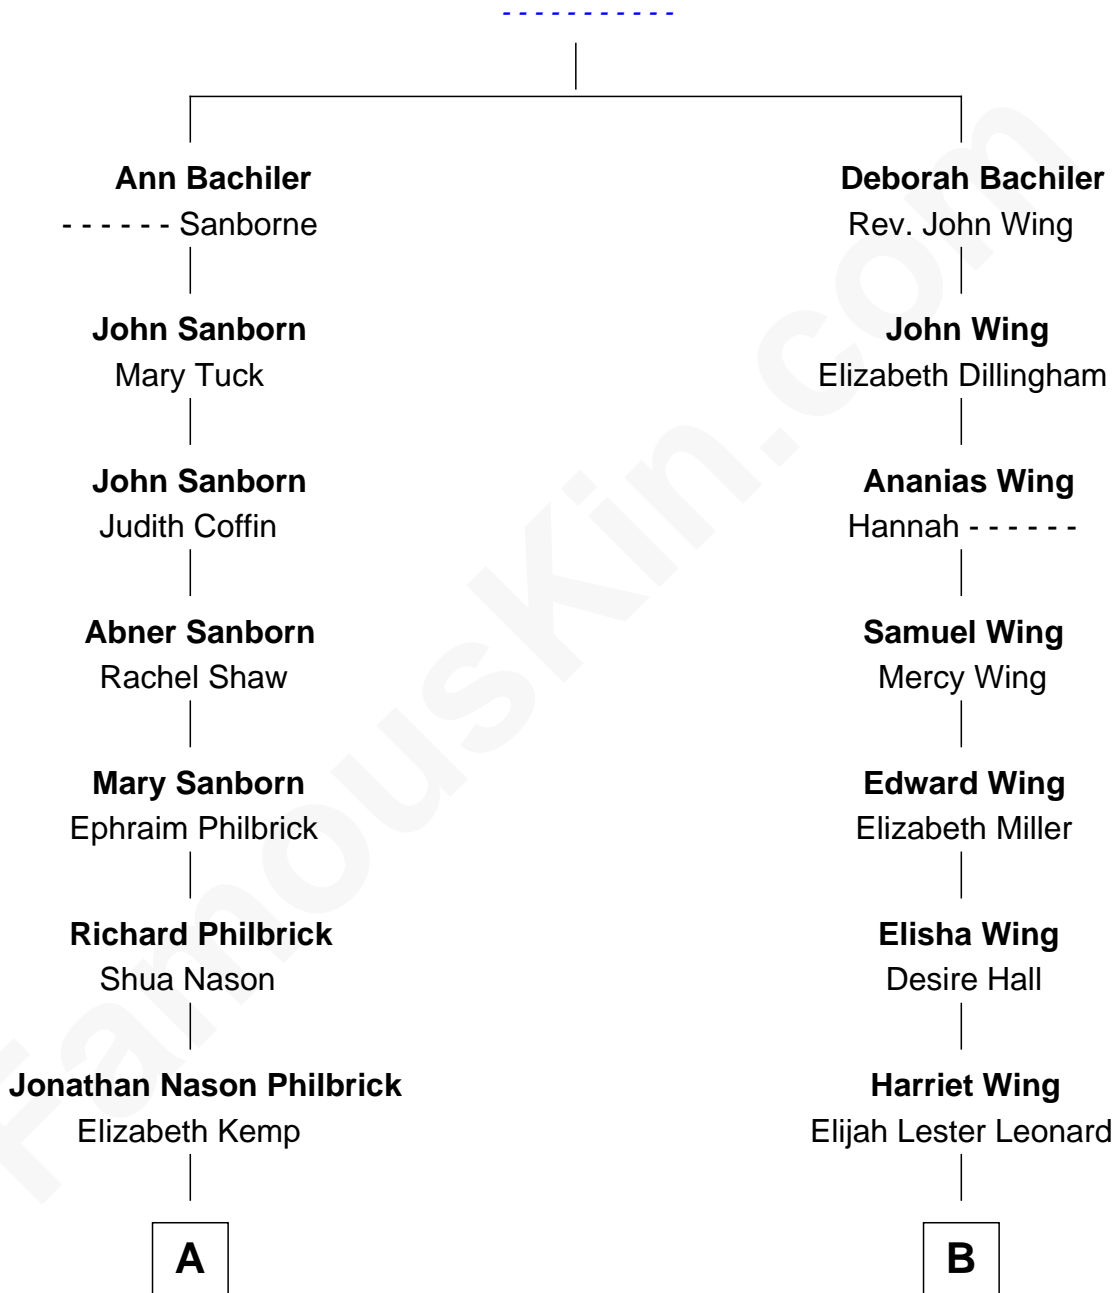 - - - - - - - - - - -
Ann Bachiler
- - - - - - Sanborne
John Sanborn
Mary Tuck
John Sanborn
Judith Coffin
Abner Sanborn
Rachel Shaw
Mary Sanborn
Ephraim Philbrick
Richard Philbrick
Shua Nason
Jonathan Nason Philbrick
Elizabeth Kemp
A
Deborah Bachiler
Rev. John Wing
John Wing
Elizabeth Dillingham
Ananias Wing
Hannah - - - - - -
Samuel Wing
Mercy Wing
Edward Wing
Elizabeth Miller
Elisha Wing
Desire Hall
Harriet Wing
Elijah Lester Leonard
B
FamousKin.com